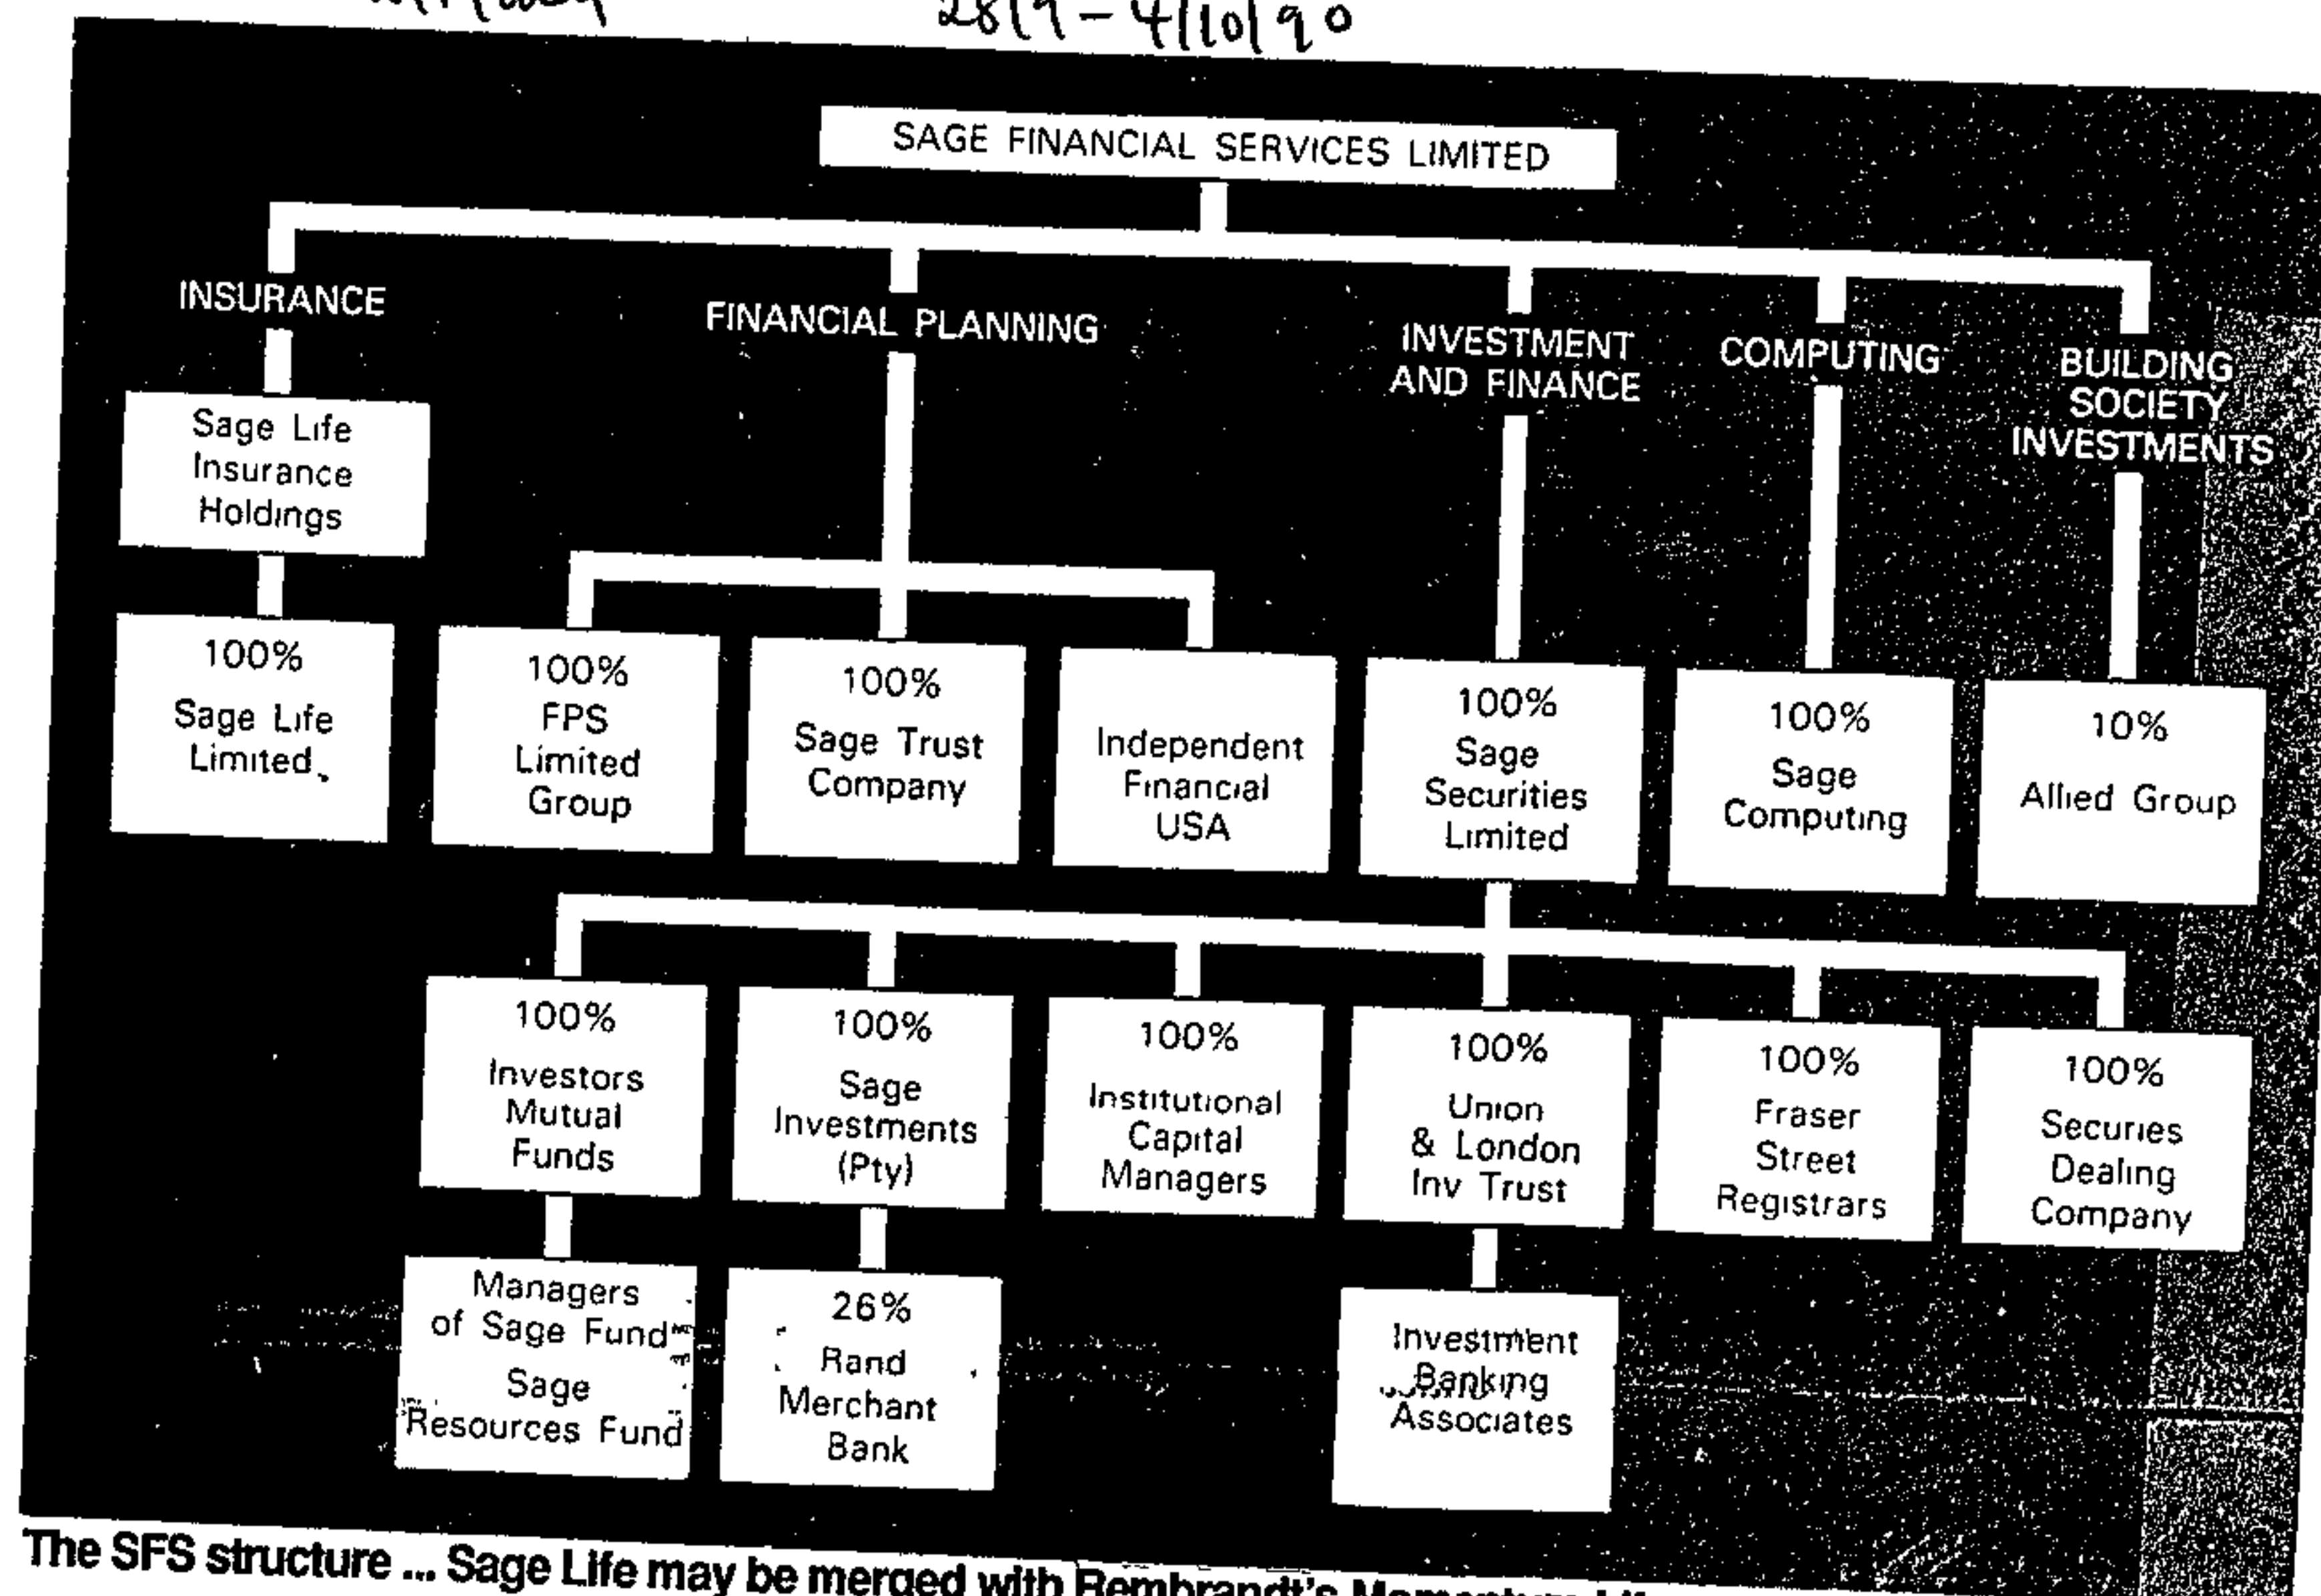 28/9 - 4/10/90
SAGE FINANCIAL SERVICES LIMITED
INSURANCE
FINANCIAL PLANNING
INVESTMENT
AND FINANCE
COMPUTING
BUILDING
SOCIETY
INVESTMENTS
Sage Life
Insurance
Holdings
100%
Sage Life
Limited
100%
FPS
Limited
Group
100%
Sage Trust
Company
Independent
Financial
USA
100%
Sage
Securities
Limited
100%
Sage
Computing
10%
Allied Group
100%
Investors
Mutual
Funds
100%
Sage
Investments
(Pty)
100%
Institutional
Capital
Managers
100%
Union
& London
Inv Trust
100%
Fraser
Street
Registrars
100%
Securies
Dealing
Company
Managers
of Sage Fund
Sage
Resources Fund
26%
Rand
Merchant
Bank
Investment
Banking
Associates
The SFS structure ... Sage Life may be merged with Rembrandt's